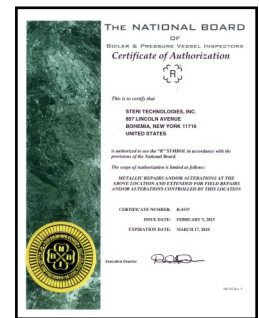 THE NATIONAL BOARD
OF
BOILER & PRESSURE VESSEL INSPECTORS
Certificate of Authorization
R
This is to certify that
STERI TECHNOLOGIES, INC.
857 LINCOLN AVENUE
BOHEMIA, NEW YORK 11716
UNITED STATES
is authorized to use the "R" SYMBOL in accordance with the
provisions of the National Board.
The scope of Authorization is limited as follows:
METALLIC REPAIRS AND/OR ALTERATIONS AT THE
ABOVE LOCATION AND EXTENDED FOR FIELD REPAIRS
AND/OR ALTERATIONS CONTROLLED BY THIS LOCATION
CERTIFICATE NUMBER: R-5537
ISSUE DATE: FEBRUARY 5, 2015
EXPIRATION DATE: MARCH 17, 2018
Executive Director